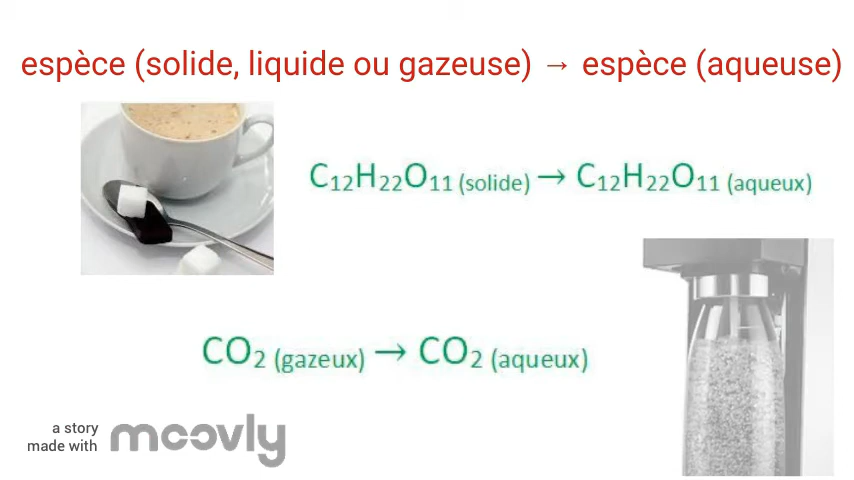 espèce (solide, liquide ou gazeuse) → espèce (aqueuse)
C₁₂H₂₂O₁₁ (solide) → C₁₂H₂₂O₁₁ (aqueux)
CO₂ (gazeux) → CO₂ (aqueux)
a story
made with moovly